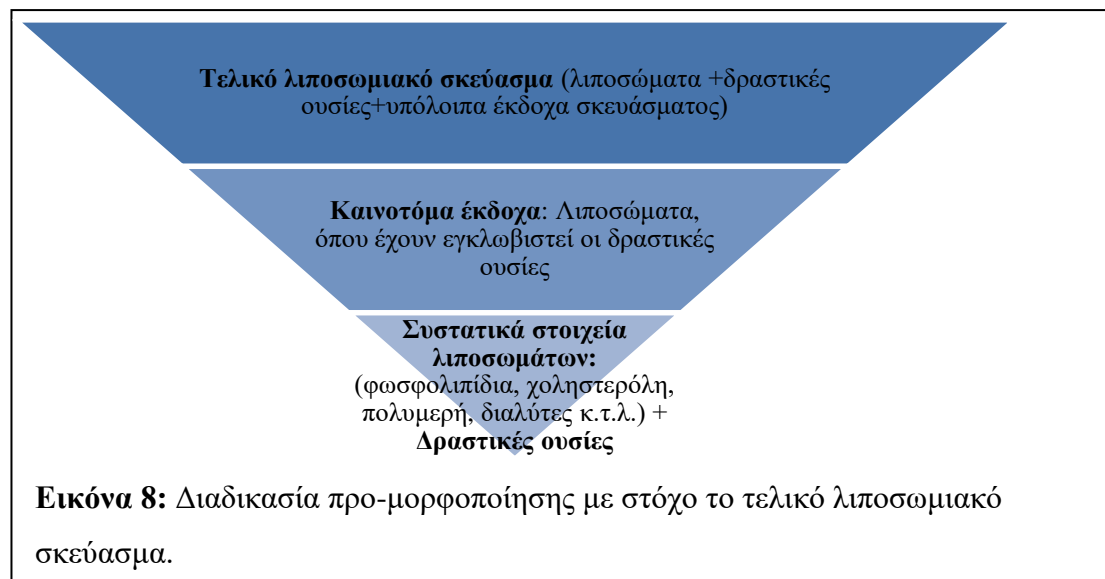 Τελικό λιποσωμιακό σκεύασμα (λιποσώματα +δραστικές
ουσίες+υπόλοιπα έκδοχα σκευάσματος)
Καινοτόμα έκδοχα: Λιποσώματα,
όπου έχουν εγκλωβιστεί οι δραστικές
ουσίες
Συστατικά στοιχεία
λιποσωμάτων:
(φωσφολιπίδια, χοληστερόλη,
πολυμερή, διαλύτες κ.τ.λ.) +
Δραστικές ουσίες
Εικόνα 8: Διαδικασία προ-μορφοποίησης με στόχο το τελικό λιποσωμιακό
σκεύασμα.